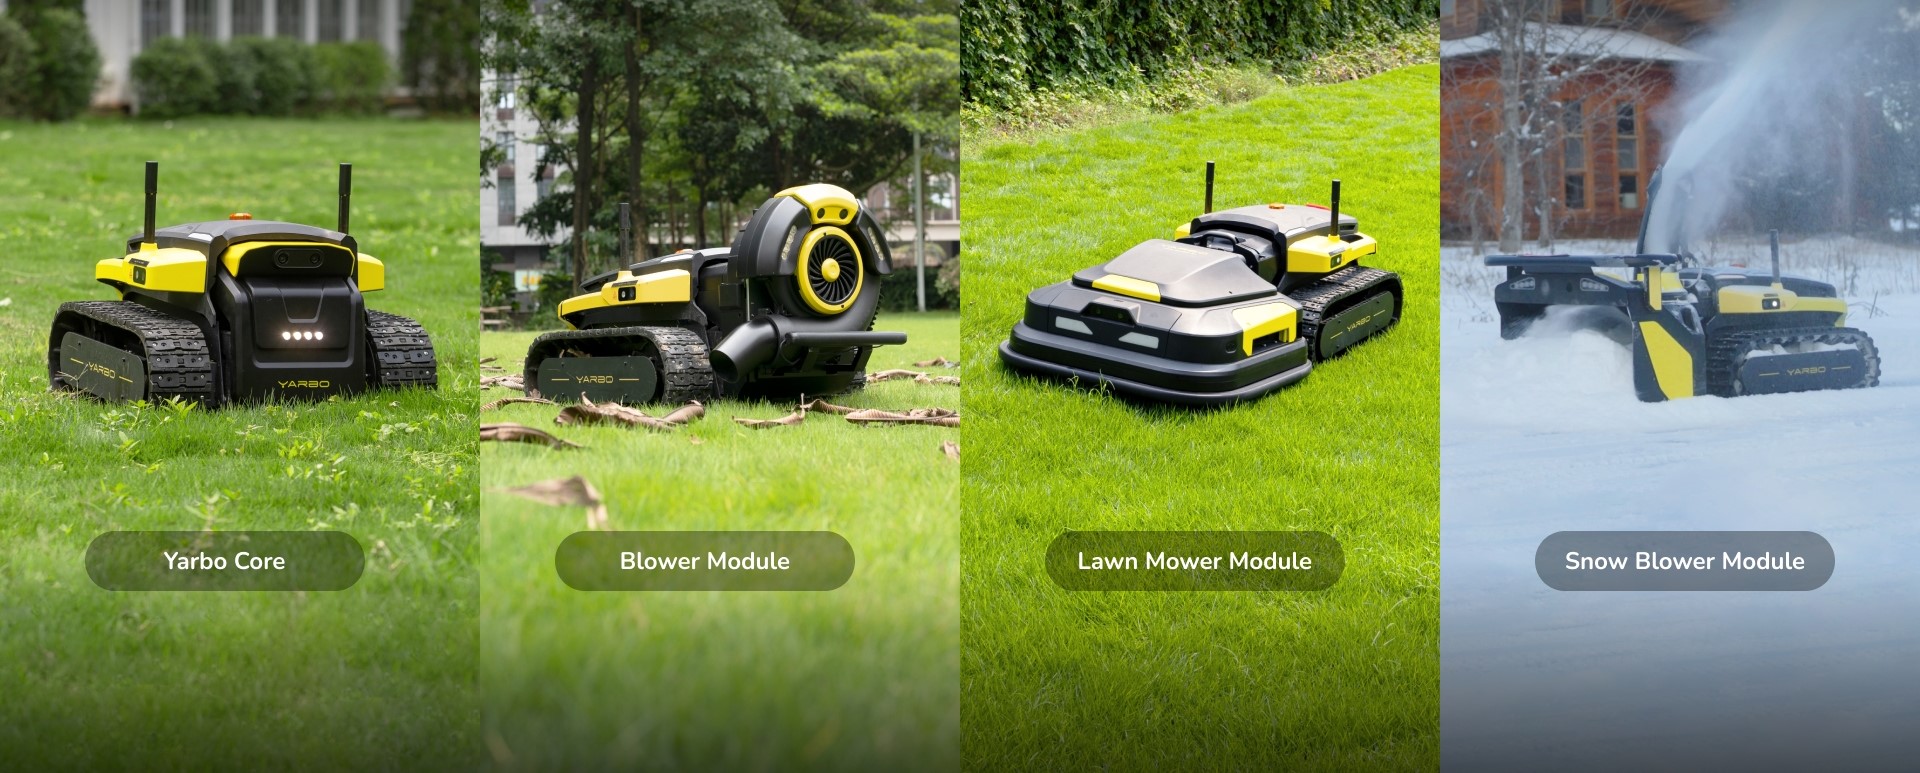 YARBO
YARBO
Yarbo Core
YARBO
Blower Module
YARBO
Lawn Mower Module
YARBO
Snow Blower Module